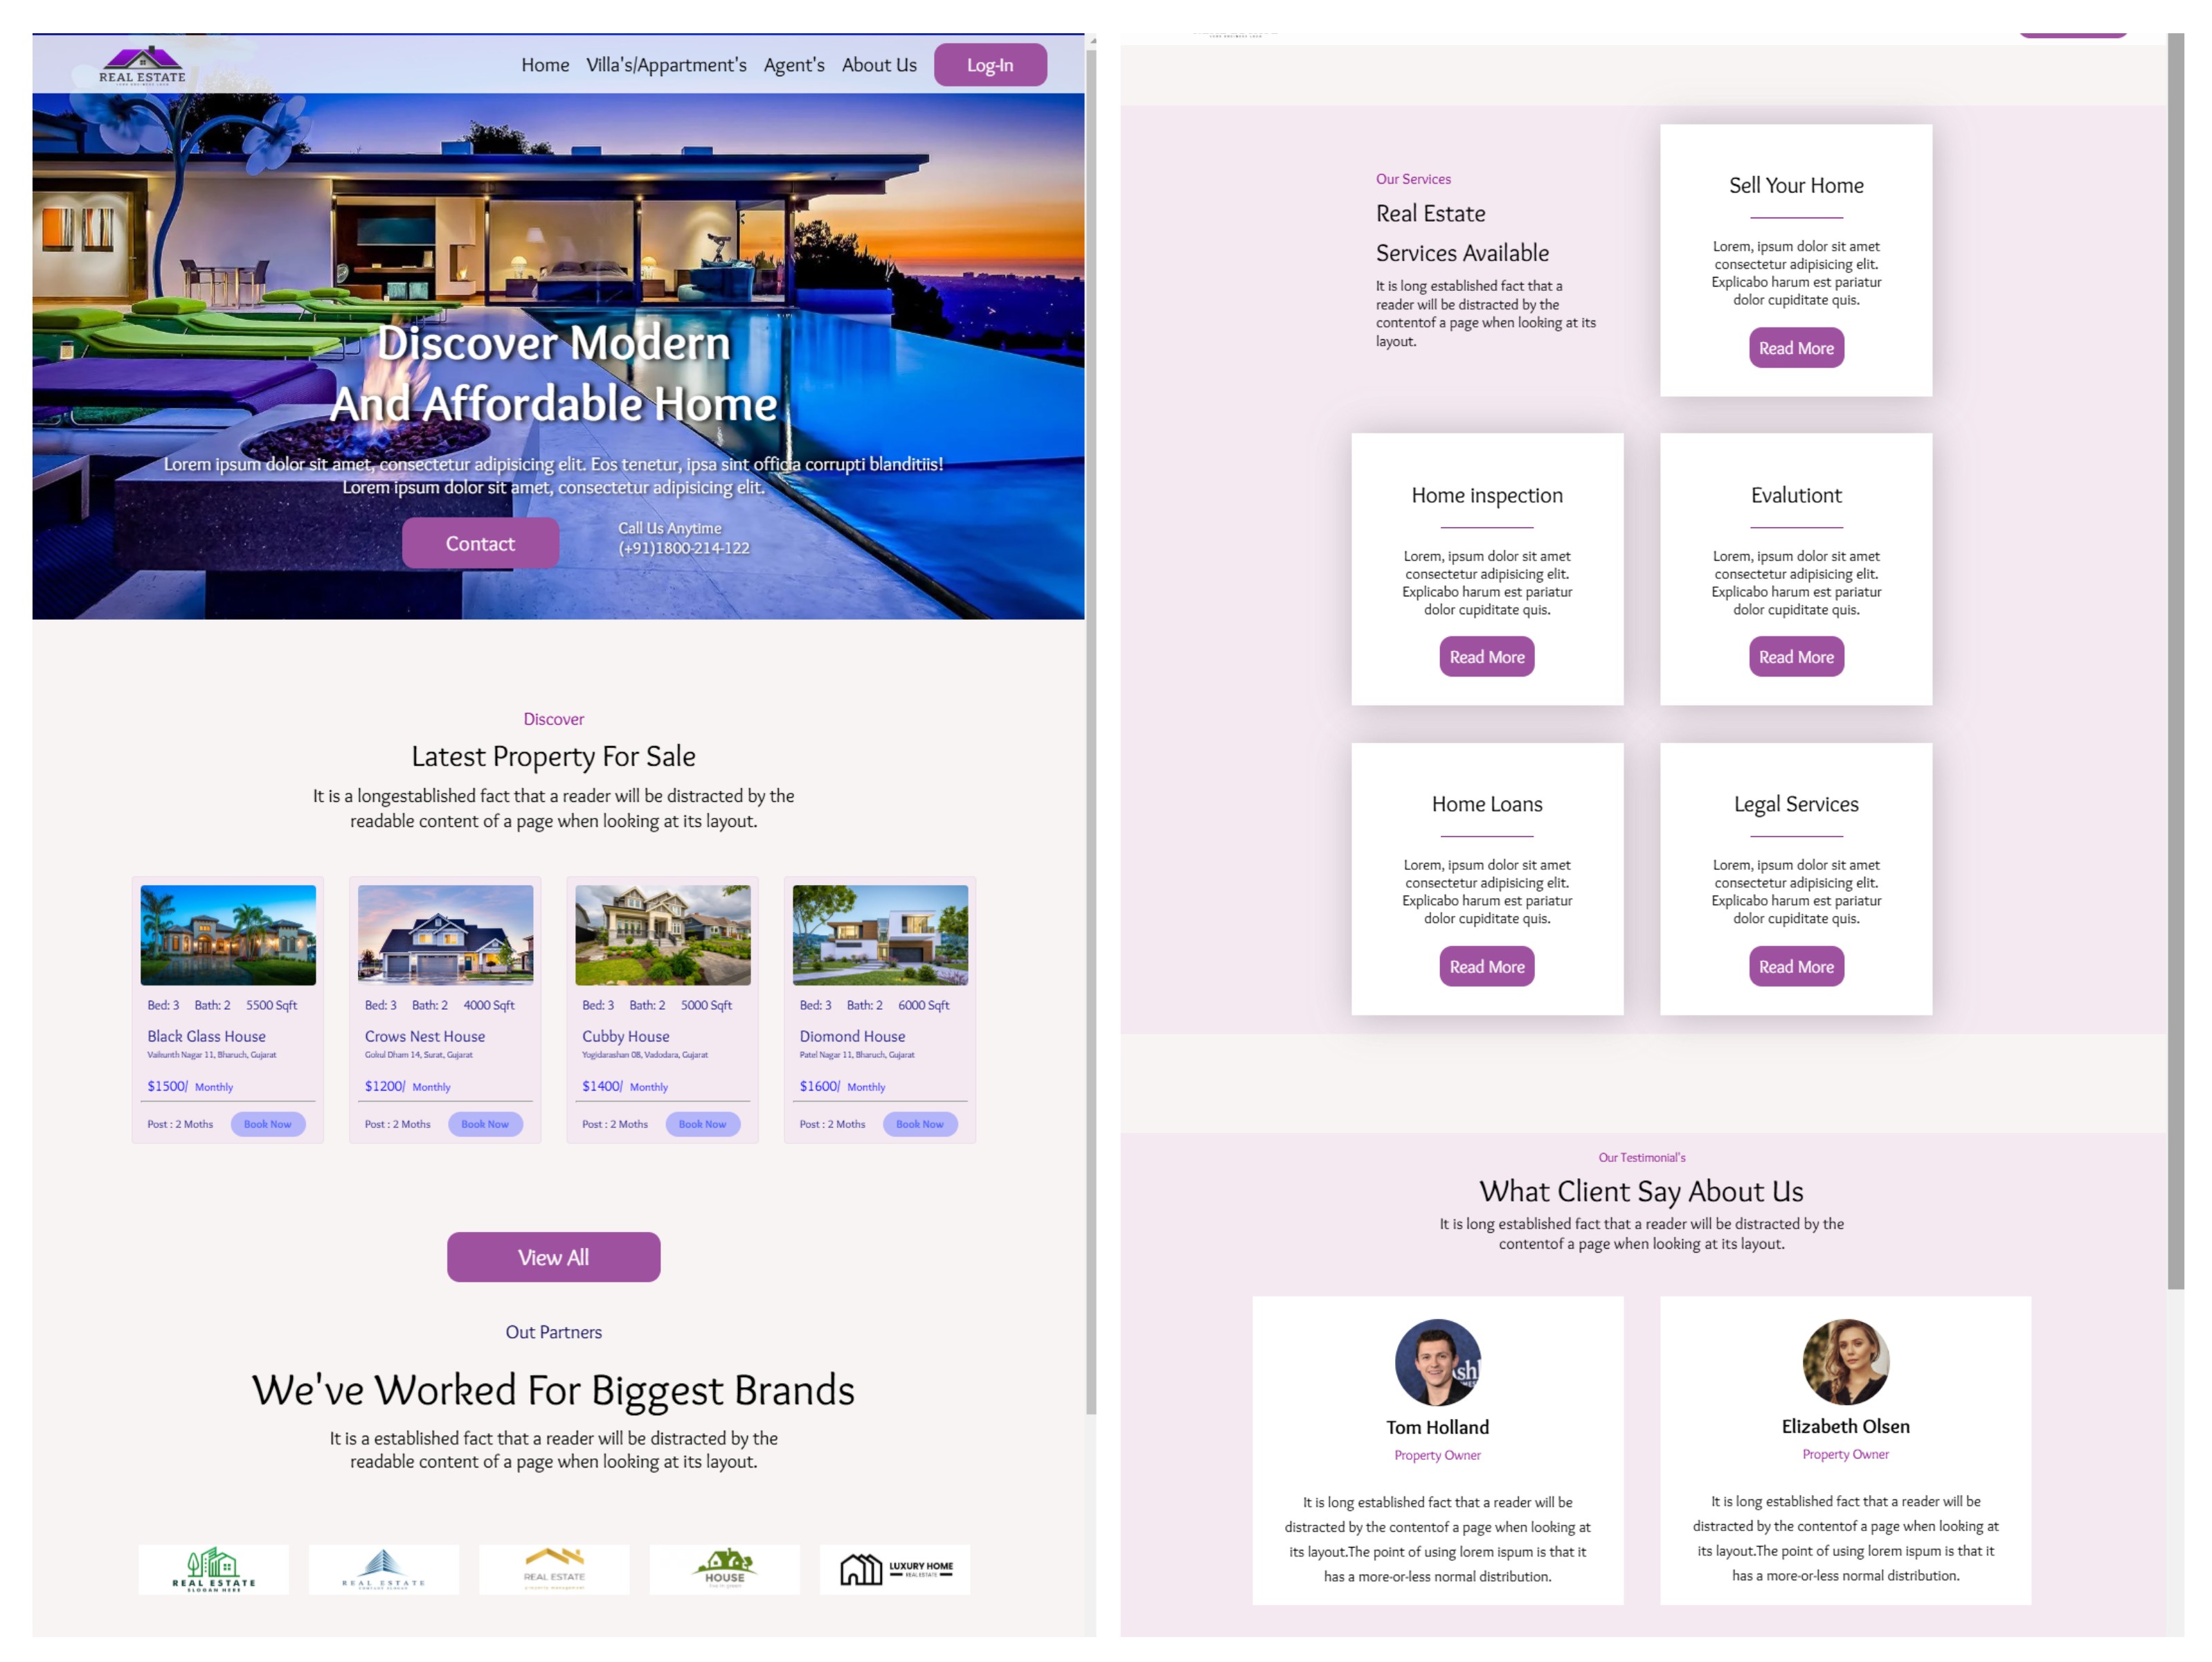 REAL ESTATE
Home Villa's/Appartment's Agent's About Us Log-In
Discover Modern
And Affordable Home
Lorem ipsum dolor sit amet, consectetur adipisicing elit. Eos tenetur, ipsa sint officia corrupti blanditiis!
Lorem ipsum dolor sit amet, consectetur adipisicing elit.
Contact
Call Us Anytime
(+91)1800-214-122
Discover
Latest Property For Sale
It is a longestablished fact that a reader will be distracted by the
readable content of a page when looking at its layout.
Bed: 3 Bath: 2 5500 Sqft
Black Glass House
Vaikunth Nagar 11, Bharuch, Gujarat
$1500/ Monthly
Post : 2 Moths Book Now
Bed: 3 Bath: 2 4000 Sqft
Crows Nest House
Gokul Dham 14, Surat, Gujarat
$1200/ Monthly
Post : 2 Moths Book Now
Bed: 3 Bath: 2 5000 Sqft
Cubby House
Yogidarashan 08, Vadodara, Gujarat
$1400/ Monthly
Post : 2 Moths Book Now
Bed: 3 Bath: 2 6000 Sqft
Diomond House
Patel Nagar 11, Bharuch, Gujarat
$1600/ Monthly
Post : 2 Moths Book Now
View All
Out Partners
We've Worked For Biggest Brands
It is a established fact that a reader will be distracted by the
readable content of a page when looking at its layout.
REAL ESTATE
SLOGAN HERE
REAL ESTATE
REAL ESTATE
HOUSE
LUXURY HOME
REAL ESTATE
Our Services
Real Estate
Services Available
It is long established fact that a
reader will be distracted by the
contentof a page when looking at its
layout.
Sell Your Home
Lorem, ipsum dolor sit amet
consectetur adipisicing elit.
Explicabo harum est pariatur
dolor cupiditate quis.
Read More
Home inspection
Lorem, ipsum dolor sit amet
consectetur adipisicing elit.
Explicabo harum est pariatur
dolor cupiditate quis.
Read More
Evalutiont
Lorem, ipsum dolor sit amet
consectetur adipisicing elit.
Explicabo harum est pariatur
dolor cupiditate quis.
Read More
Home Loans
Lorem, ipsum dolor sit amet
consectetur adipisicing elit.
Explicabo harum est pariatur
dolor cupiditate quis.
Read More
Legal Services
Lorem, ipsum dolor sit amet
consectetur adipisicing elit.
Explicabo harum est pariatur
dolor cupiditate quis.
Read More
Our Testimonial's
What Client Say About Us
It is long established fact that a reader will be distracted by the
contentof a page when looking at its layout.
Tom Holland
Property Owner
It is long established fact that a reader will be
distracted by the contentof a page when looking at
its layout.The point of using lorem ispum is that it
has a more-or-less normal distribution.
Elizabeth Olsen
Property Owner
It is long established fact that a reader will be
distracted by the contentof a page when looking at
its layout.The point of using lorem ispum is that it
has a more-or-less normal distribution.